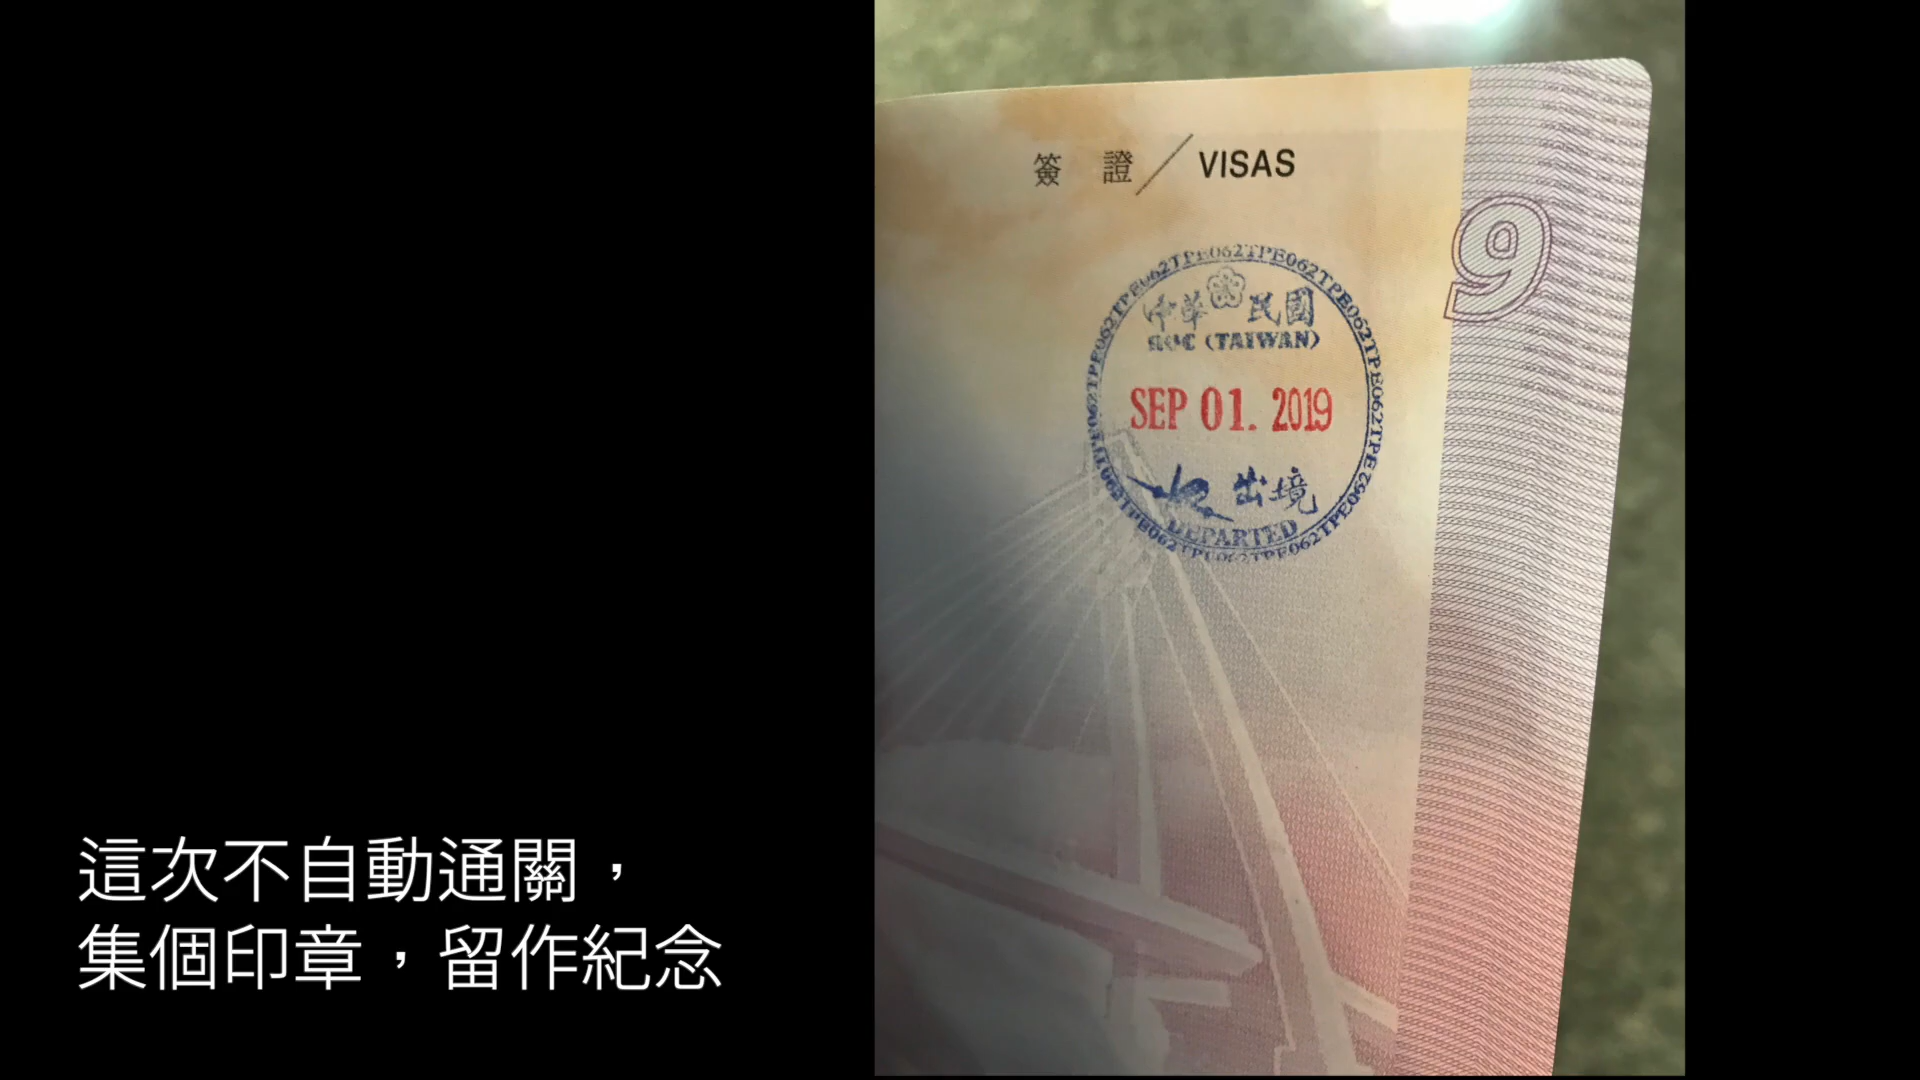 簽 證 / VISAS
9
TPE062TPE062TPE062TPE062TPE062TPE062TPE062TPE062TPE062
中華民國
ROC (TAIWAN)
SEP 01. 2019
出境
DEPARTED
這次不自動通關，
集個印章，留作紀念